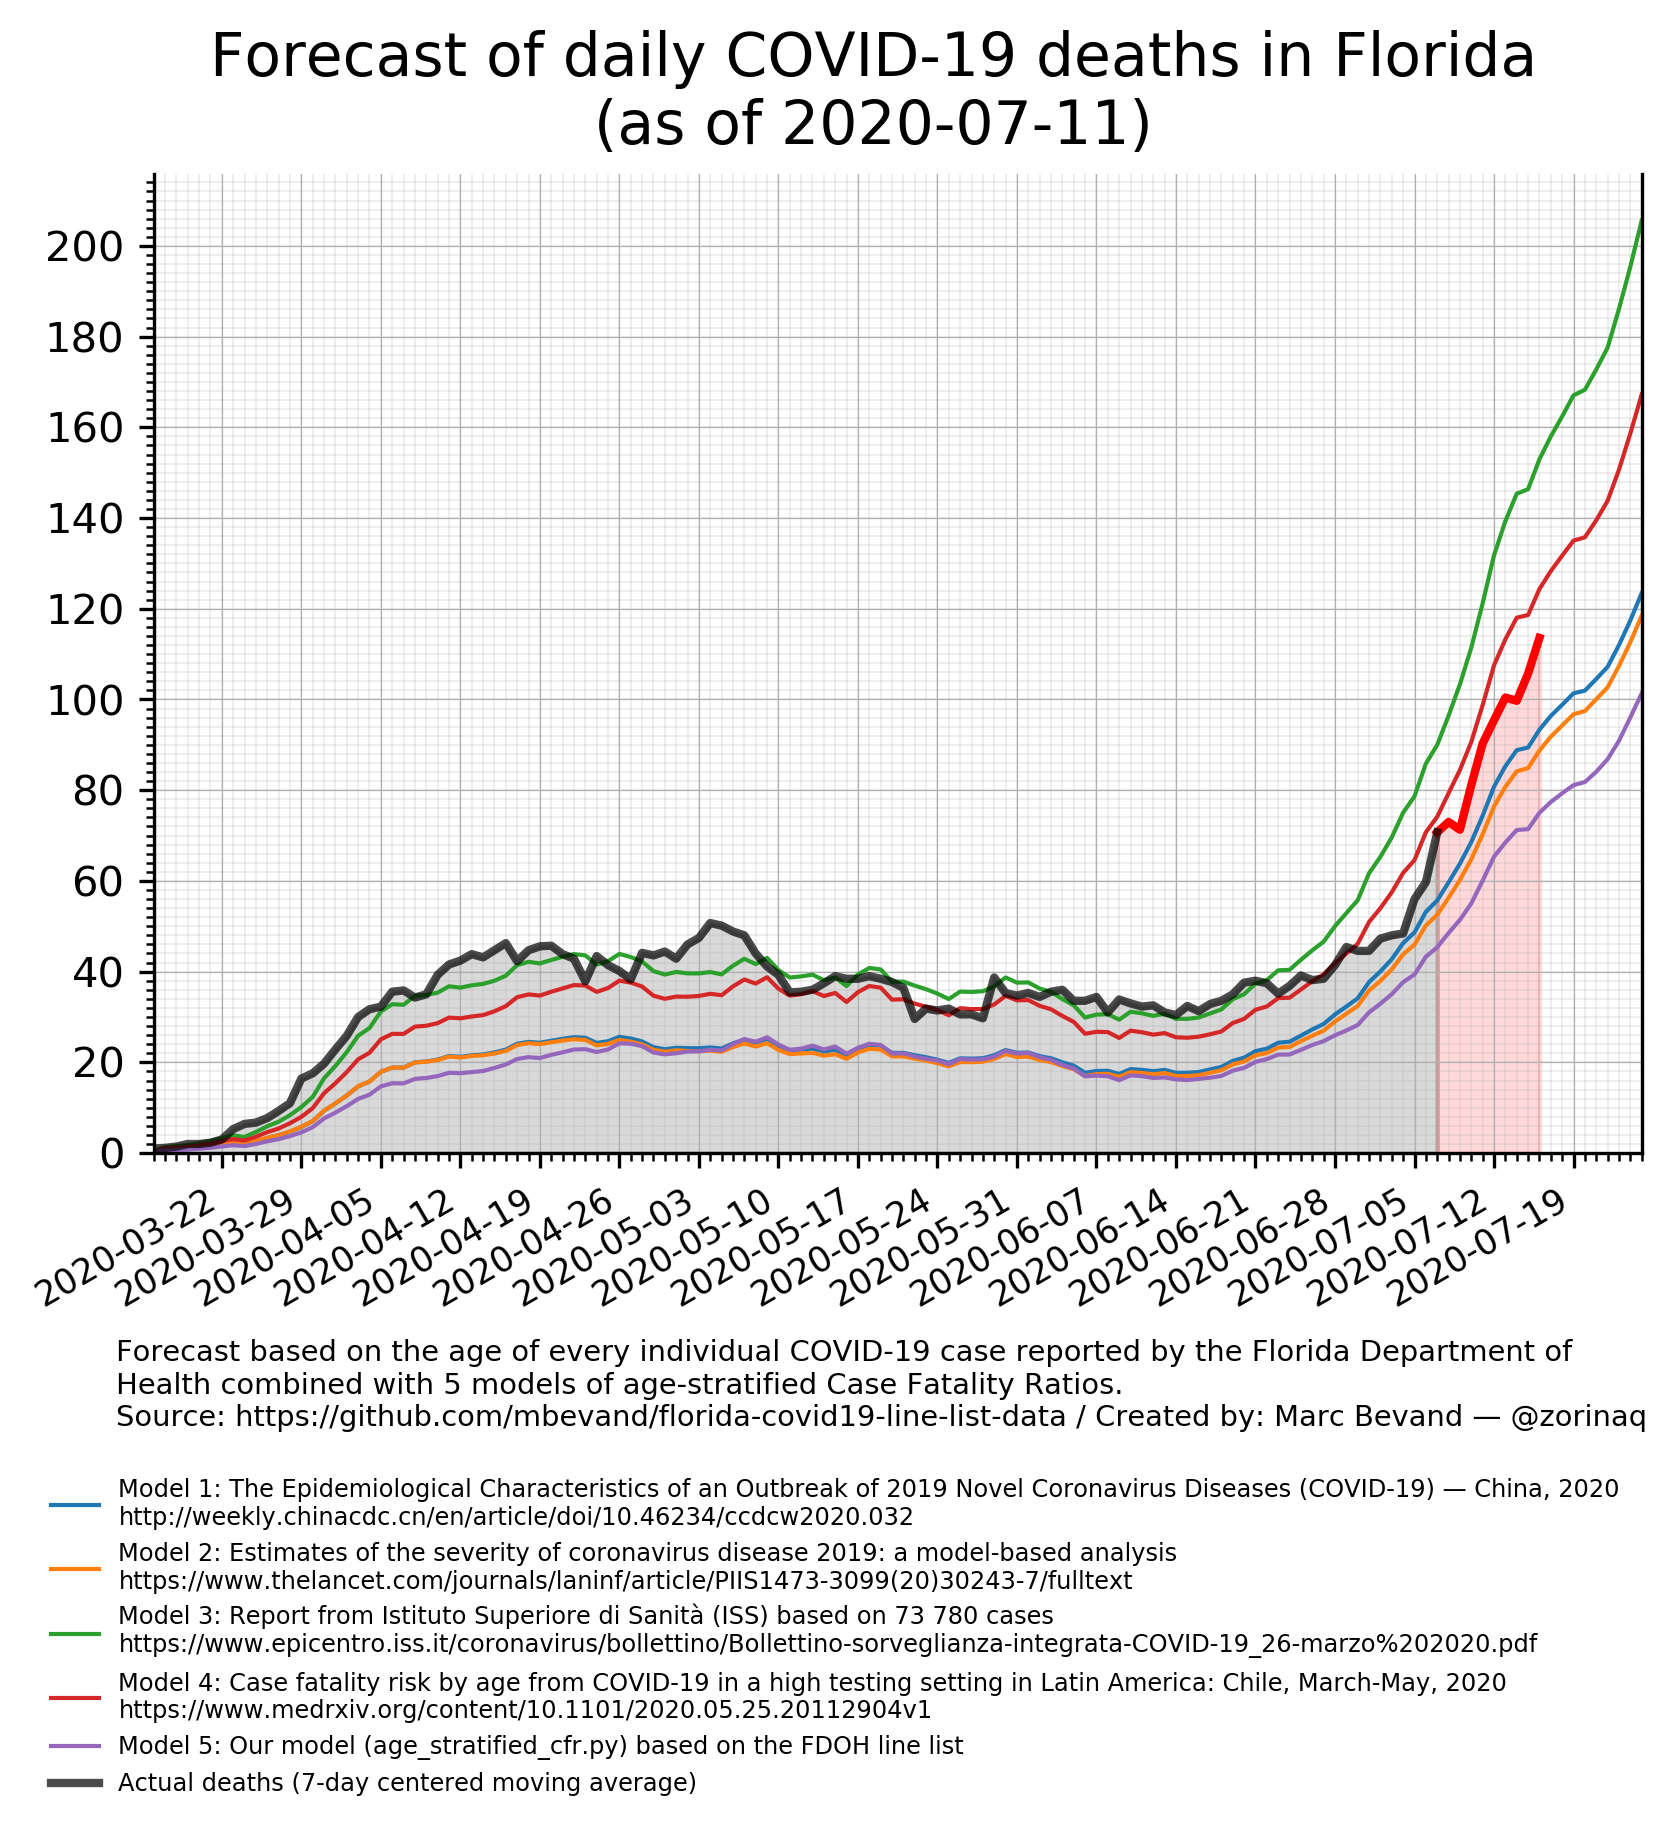 Forecast of daily COVID-19 deaths in Florida
(as of 2020-07-11)
200
180
160
140
120
100
80
60
40
20
0
2020-03-22
2020-03-29
2020-04-05
2020-04-12
2020-04-19
2020-04-26
2020-05-03
2020-05-10
2020-05-17
2020-05-24
2020-05-31
2020-06-07
2020-06-14
2020-06-21
2020-06-28
2020-07-05
2020-07-12
2020-07-19
Forecast based on the age of every individual COVID-19 case reported by the Florida Department of
Health combined with 5 models of age-stratified Case Fatality Ratios.
Source: https://github.com/mbevand/florida-covid19-line-list-data / Created by: Marc Bevand — @zorinaq
Model 1: The Epidemiological Characteristics of an Outbreak of 2019 Novel Coronavirus Diseases (COVID-19) — China, 2020
http://weekly.chinacdc.cn/en/article/doi/10.46234/ccdcw2020.032
Model 2: Estimates of the severity of coronavirus disease 2019: a model-based analysis
https://www.thelancet.com/journals/laninf/article/PIIS1473-3099(20)30243-7/fulltext
Model 3: Report from Istituto Superiore di Sanità (ISS) based on 73 780 cases
https://www.epicentro.iss.it/coronavirus/bollettino/Bollettino-sorveglianza-integrata-COVID-19_26-marzo%202020.pdf
Model 4: Case fatality risk by age from COVID-19 in a high testing setting in Latin America: Chile, March-May, 2020
https://www.medrxiv.org/content/10.1101/2020.05.25.20112904v1
Model 5: Our model (age_stratified_cfr.py) based on the FDOH line list
Actual deaths (7-day centered moving average)